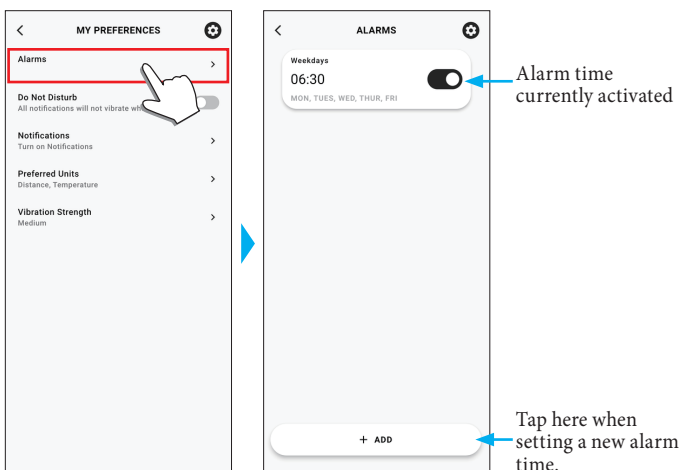 MY PREFERENCES
Alarms
Do Not Disturb
All notifications will not vibrate
Notifications
Turn on Notifications
Preferred Units
Distance, Temperature
Vibration Strength
Medium
ALARMS
Weekdays
06:30
MON, TUES, WED, THUR, FRI
+ ADD
Alarm time
currently activated
Tap here when
setting a new alarm
time.